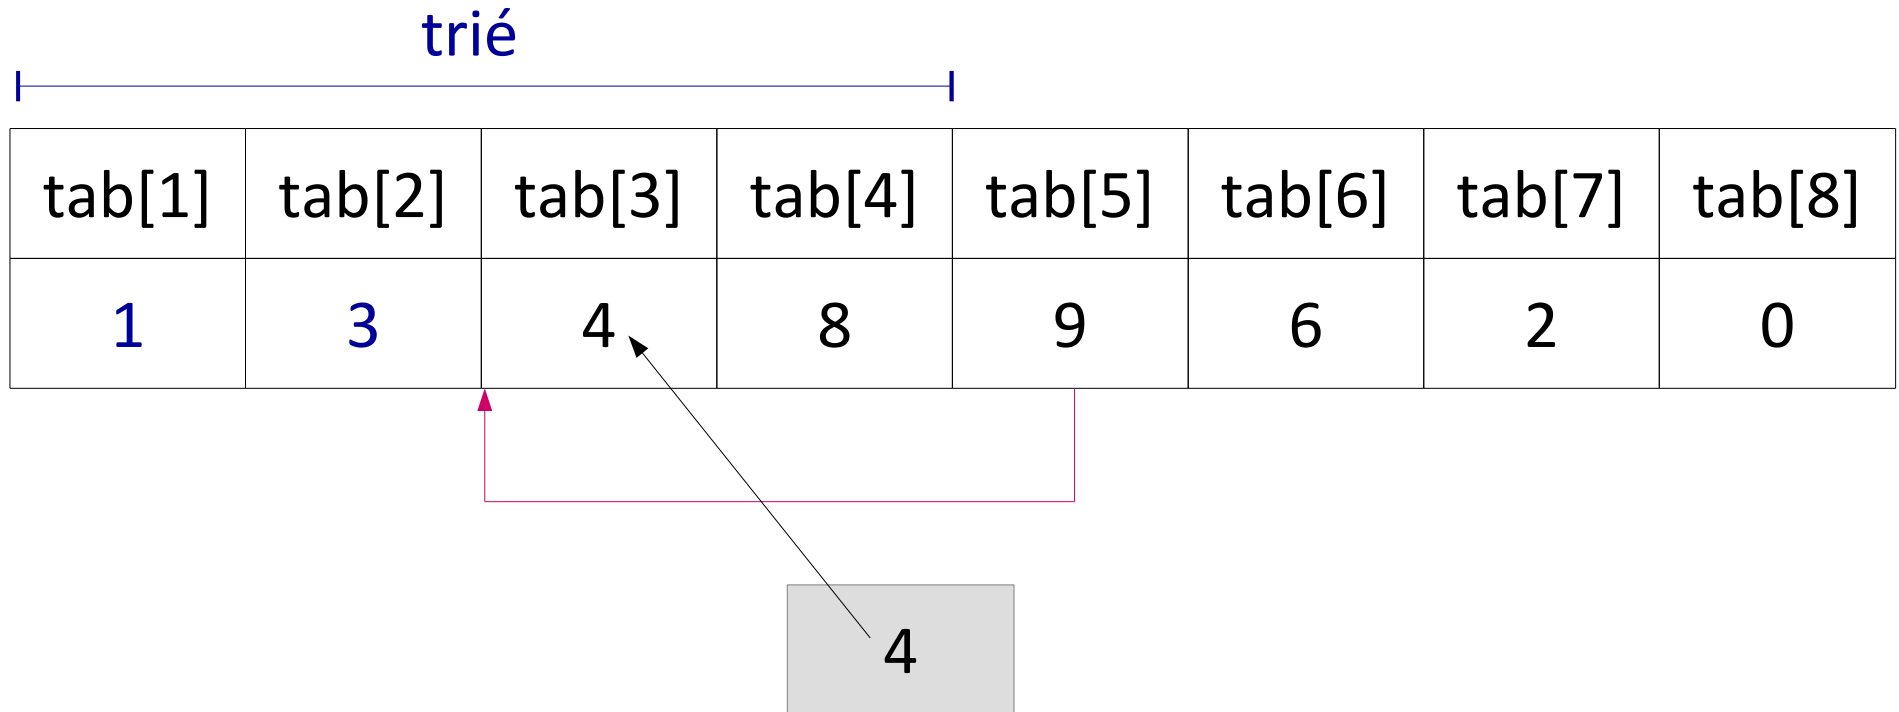 trié
tab[1] tab[2] tab[3] tab[4] tab[5] tab[6] tab[7] tab[8]
1 3 4 8 9 6 2 0
4